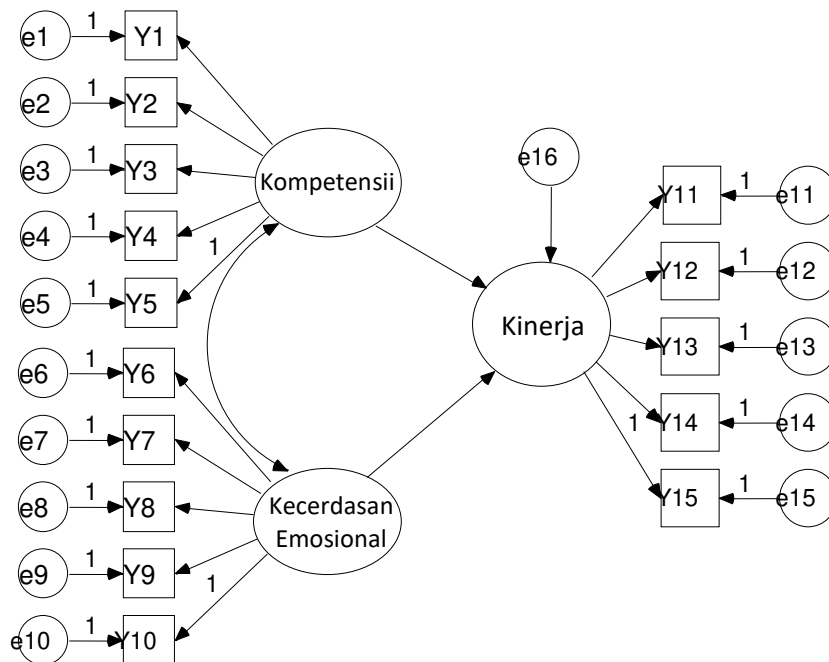 e1 1 Y1
e2 1 Y2
e3 1 Y3
e4 1 Y4
e5 1 Y5
1
Kompetensii
e6 1 Y6
e7 1 Y7
e8 1 Y8
e9 1 Y9
e10 1 Y10
1
Kecerdasan
Emosional
e16
Kinerja
Y11 1 e11
Y12 1 e12
Y13 1 e13
Y14 1 e14
Y15 1 e15
1